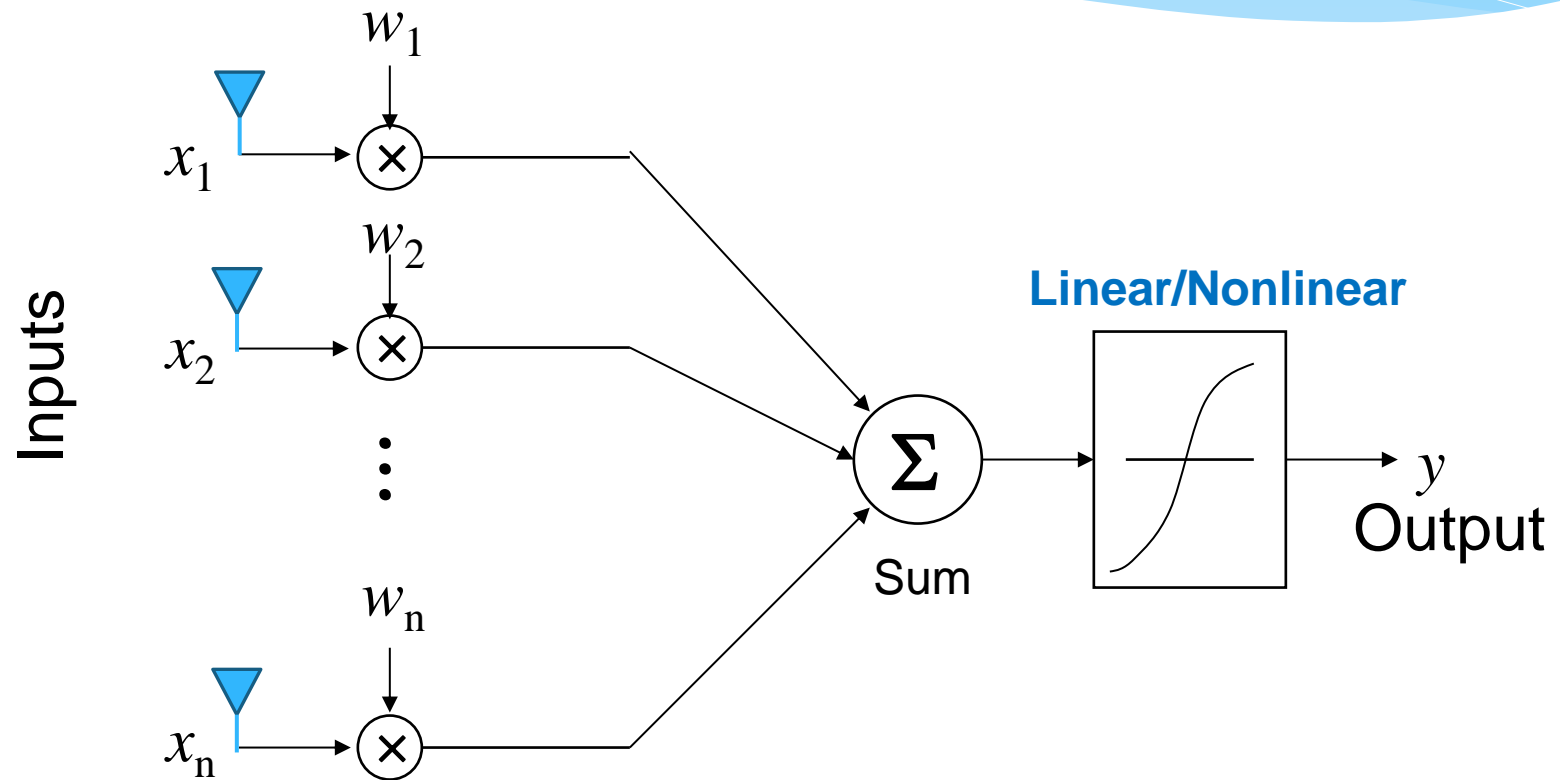 w₁
x₁
×
w₂
x₂
×
⋮
wₙ
xₙ
×
Inputs
Σ
Sum
Linear/Nonlinear
y
Output